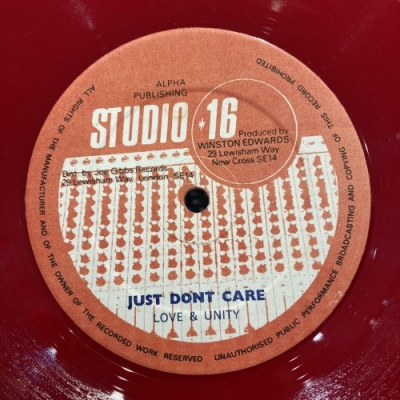 ALPHA
PUBLISHING
STUDIO 16
Produced by
WINSTON EDWARDS
29 Lewisham Way
New Cross SE14
Dist. by Joe Gibbs Records
29 Lewisham Way, London, SE14
JUST DONT CARE
LOVE & UNITY
ALL RIGHTS OF THE MANUFACTURER AND OF THE OWNER OF THE RECORDED WORK RESERVED UNAUTHORISED PUBLIC PERFORMANCE BROADCASTING AND COPYING OF THIS RECORD PROHIBITED